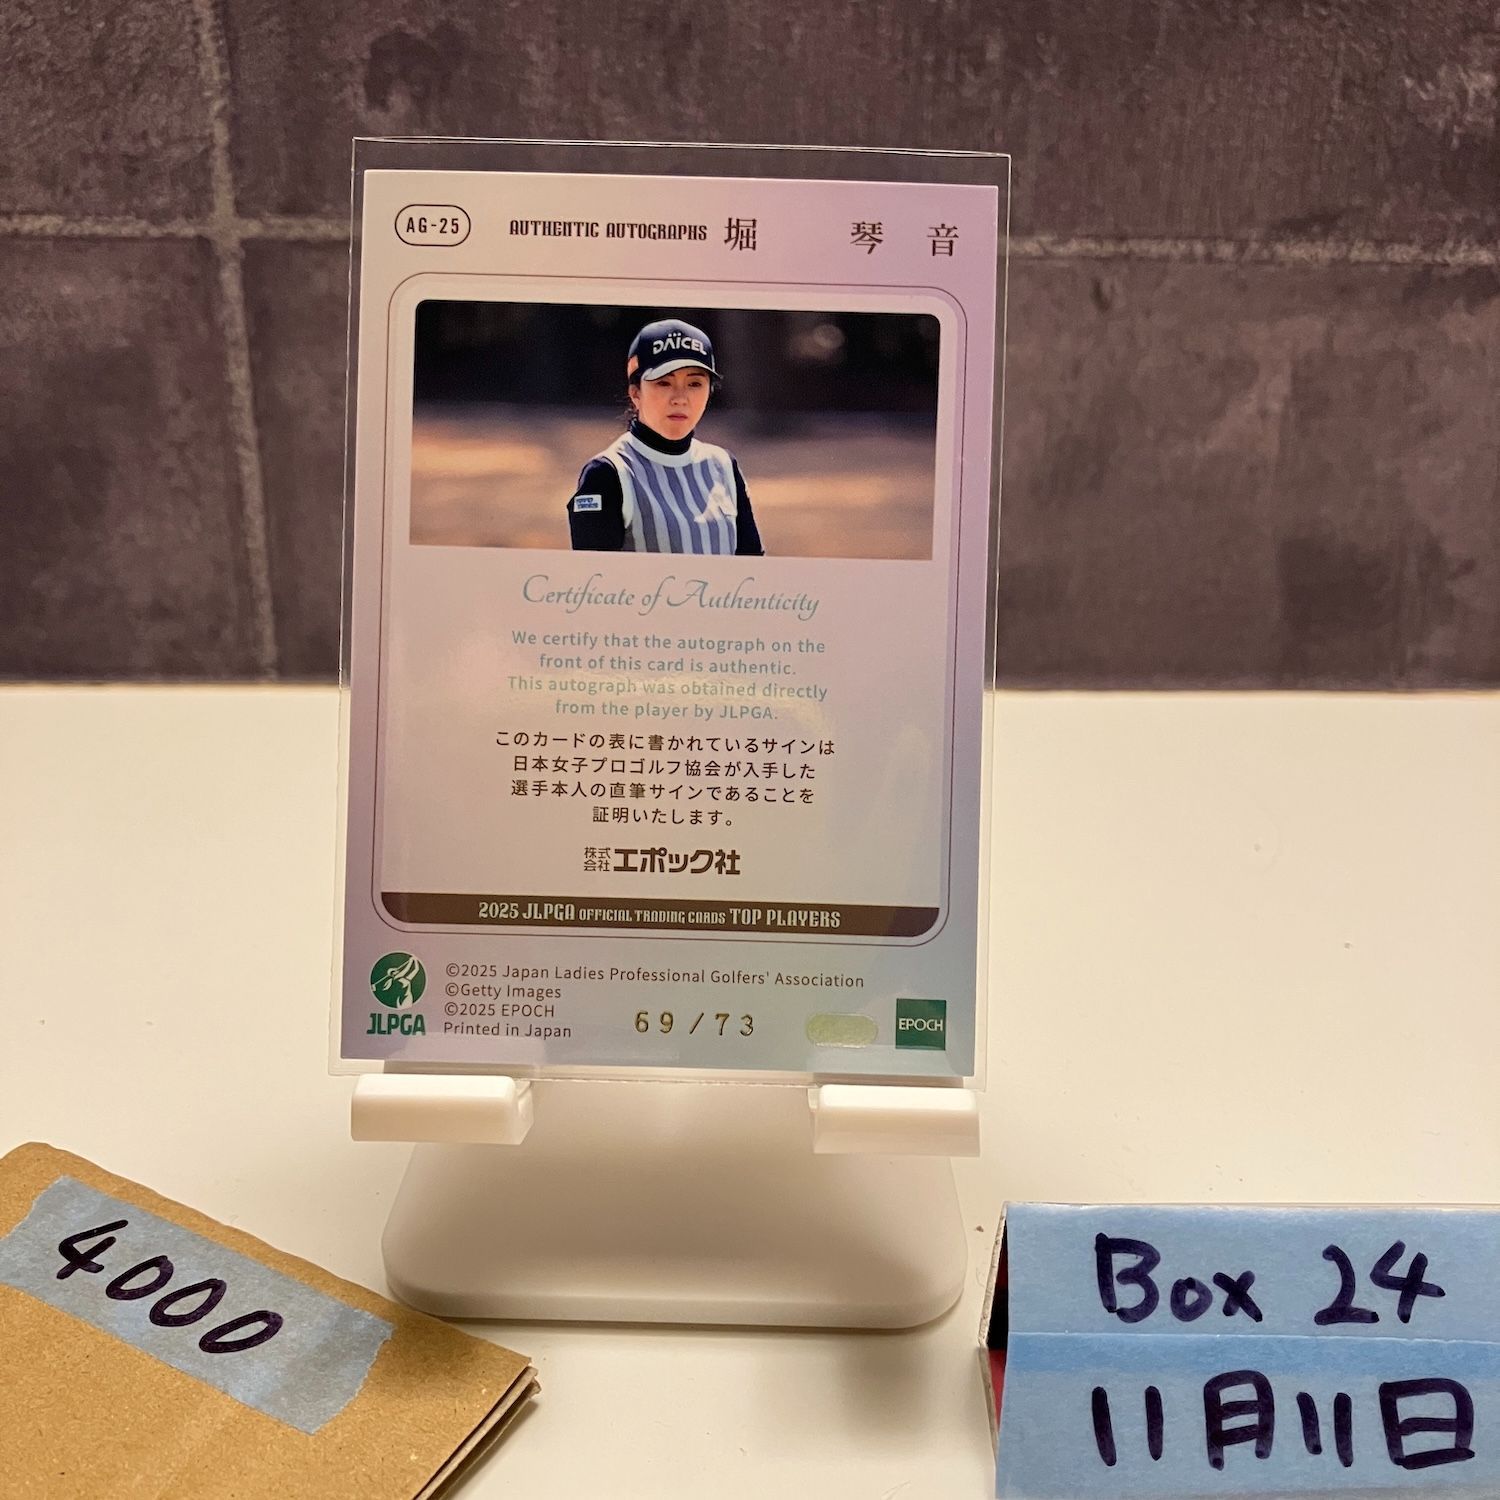 AG-25
AUTHENTIC AUTOGRAPHS 堀 琴 音
DAICEL
Certificate of Authenticity
We certify that the autograph on the
front of this card is authentic.
This autograph was obtained directly
from the player by JLPGA.
このカードの表に書かれているサインは
日本女子プロゴルフ協会が入手した
選手本人の直筆サインであることを
証明いたします。
株式会社エポック社
2025 JLPGA OFFICIAL TRADING CARDS TOP PLAYERS
JLPGA
©2025 Japan Ladies Professional Golfers' Association
©Getty Images
©2025 EPOCH
Printed in Japan
69/73
EPOCH
4000
Box 24
11月11日